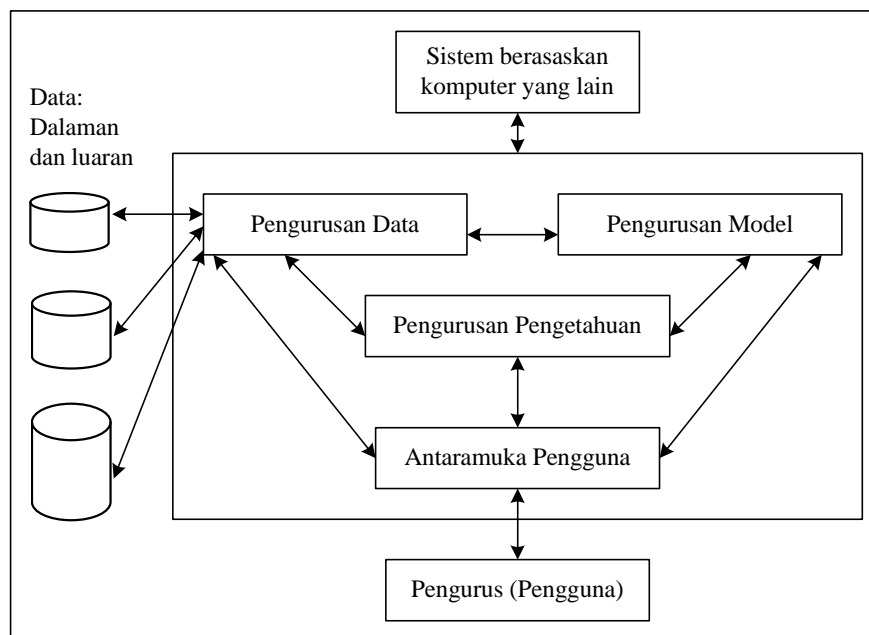 Sistem berasaskan
komputer yang lain
Data:
Dalaman
dan luaran
Pengurusan Data
Pengurusan Model
Pengurusan Pengetahuan
Antaramuka Pengguna
Pengurus (Pengguna)